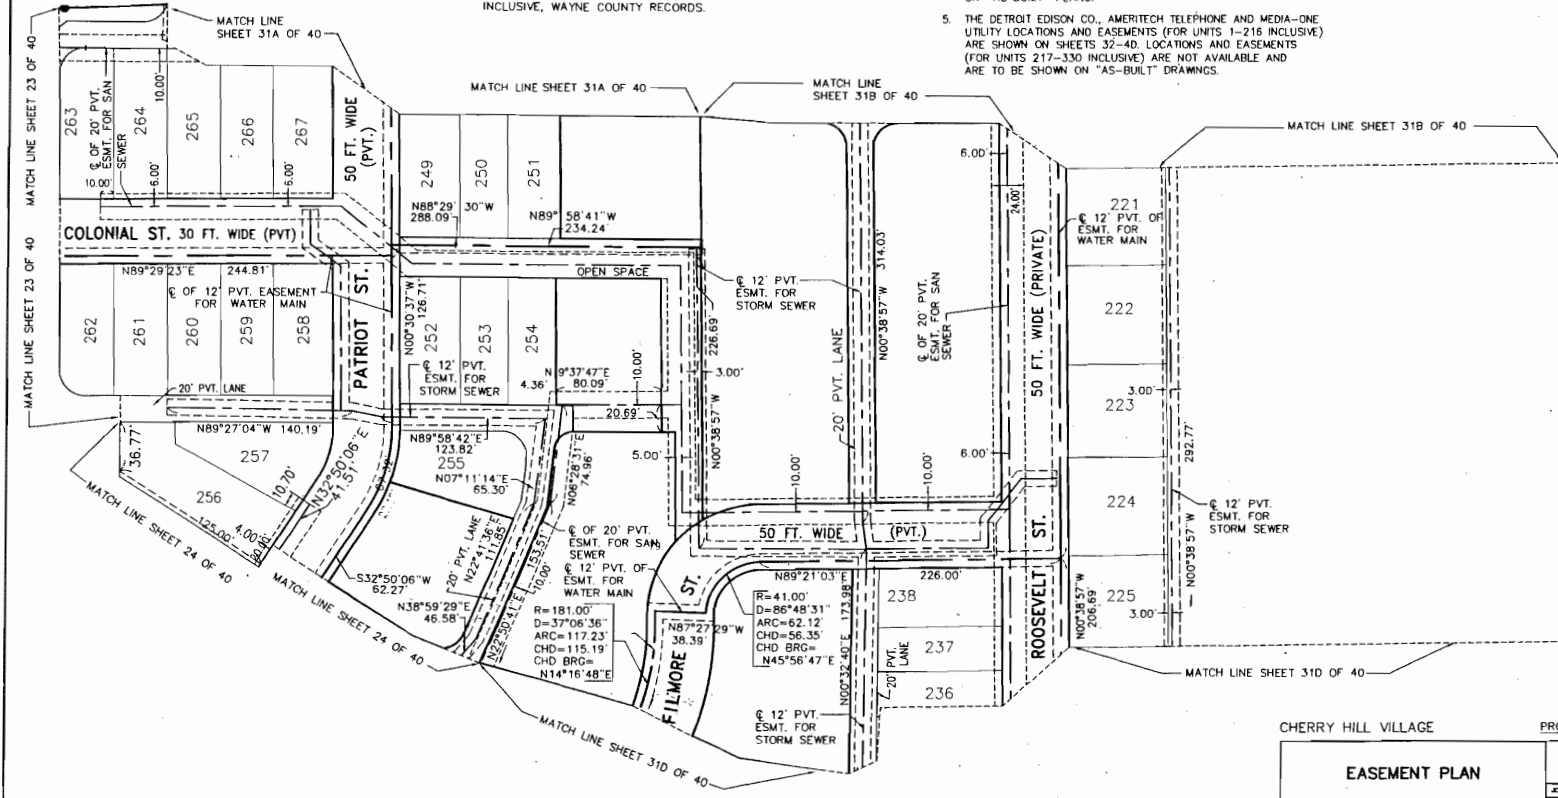 INCLUSIVE, WAYNE COUNTY RECORDS.
5. THE DETROIT EDISON CO., AMERITECH TELEPHONE AND MEDIA-ONE
UTILITY LOCATIONS AND EASEMENTS (FOR UNITS 1-216 INCLUSIVE)
ARE SHOWN ON SHEETS 32-40. LOCATIONS AND EASEMENTS
(FOR UNITS 217-330 INCLUSIVE) ARE NOT AVAILABLE AND
ARE TO BE SHOWN ON "AS-BUILT" DRAWINGS.
MATCH LINE
SHEET 31A OF 40
MATCH LINE SHEET 31A OF 40
MATCH LINE
SHEET 31B OF 40
MATCH LINE SHEET 31B OF 40
MATCH LINE SHEET 23 OF 40
MATCH LINE SHEET 23 OF 40
MATCH LINE SHEET 23 OF 40
263
264
265
266
267
℄ OF 20' PVT.
ESMT. FOR SAN
SEWER
10.00'
10.00'
6.00'
6.00'
50 FT. WIDE
(PVT.)
249
250
251
N88°29' 30"W
288.09'
N89° 58'41"W
234.24'
COLONIAL ST. 30 FT. WIDE (PVT)
N89°29'23"E 244.81'
℄ OF 12' PVT. EASEMENT
FOR WATER MAIN
OPEN SPACE
262
261
260
259
258
PATRIOT ST.
N00°30'37"W
126.71'
252
253
254
℄ 12' PVT.
ESMT. FOR
STORM SEWER
4.36'
N 9°37'47"E
80.09'
10.00'
20.69'
226.69'
3.00'
N00°38'57"W
5.00'
℄ 12' PVT.
ESMT. FOR
STORM SEWER
20' PVT. LANE
314.03'
N00°38'57"W
℄ OF 20' PVT.
ESMT. FOR SAN
SEWER
6.00'
24.00'
6.00'
10.00'
10.00'
50 FT. WIDE (PRIVATE)
ROOSEVELT ST.
221
℄ 12' PVT. OF
ESMT. FOR
WATER MAIN
222
223
224
225
3.00'
3.00'
292.77'
N00°38'57"W
℄ 12' PVT.
ESMT. FOR
STORM SEWER
N00°38'57"W
206.69'
20' PVT. LANE
N89°27'04"W 140.19'
36.77'
257
256
10.70'
N32°50'06"E
41.51'
125.00'
4.00'
MATCH LINE SHEET 24 OF 40
MATCH LINE SHEET 24 OF 40
S32°50'06"W
62.27'
N89°58'42"E
123.82'
255
N07°11'14"E
65.30'
N06°28'31"E
74.96'
20' PVT. LANE
N22°41'36"E
111.85'
153.51'
10.00'
N22°50'41"E
N38°59'29"E
46.58'
℄ OF 20' PVT.
ESMT. FOR SAN
SEWER
℄ 12' PVT. OF
ESMT. FOR
WATER MAIN
R=181.00'
D=37°06'36"
ARC=117.23'
CHD=115.19'
CHD BRG=
N14°16'48"E
FILMORE ST.
N87°27'29"W
38.39'
50 FT. WIDE (PVT.)
N89°21'03"E 226.00'
R=41.00'
D=86°48'31"
ARC=62.12'
CHD=56.35'
CHD BRG=
N45°56'47"E
N00°32'40"E 173.98'
238
237
236
20' PVT.
LANE
℄ 12' PVT.
ESMT. FOR
STORM SEWER
MATCH LINE SHEET 31D OF 40
MATCH LINE SHEET 31D OF 40
CHERRY HILL VILLAGE
EASEMENT PLAN